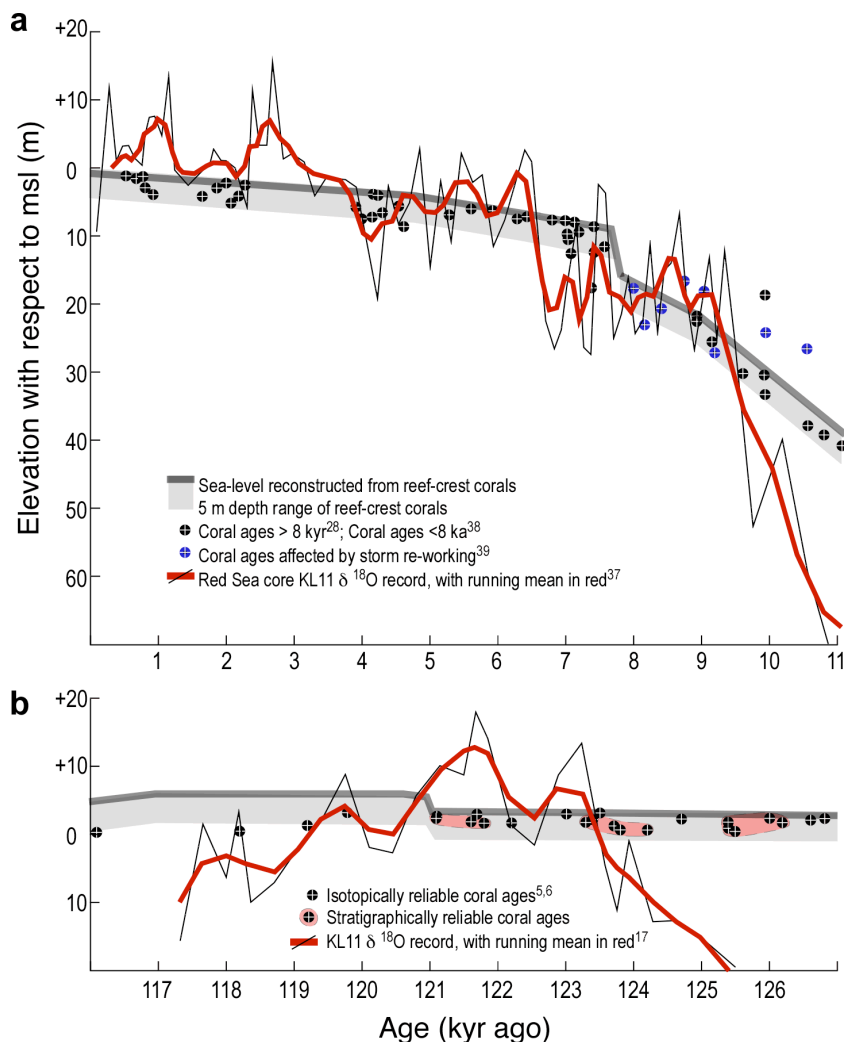 a
+20
+10
0
10
20
30
40
50
60
Elevation with respect to msl (m)
Sea-level reconstructed from reef-crest corals
5 m depth range of reef-crest corals
Coral ages > 8 kyr28; Coral ages <8 ka38
Coral ages affected by storm re-working39
Red Sea core KL11 δ 18O record, with running mean in red37
1 2 3 4 5 6 7 8 9 10 11
b
+20
+10
0
10
Isotopically reliable coral ages5,6
Stratigraphically reliable coral ages
KL11 δ 18O record, with running mean in red17
117 118 119 120 121 122 123 124 125 126
Age (kyr ago)